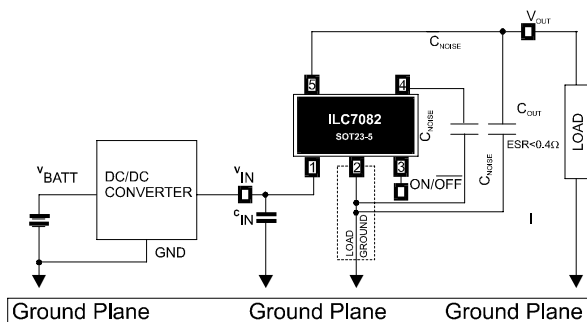 VOUT
CNOISE
5
4
ILC7082
SOT23-5
CNOISE
COUT
ESR<0.4Ω
CNOISE
LOAD
1
2
3
VBATT
DC/DC
CONVERTER
VIN
CIN
ON/OFF
LOAD
GROUND
GND
I
Ground Plane
Ground Plane
Ground Plane